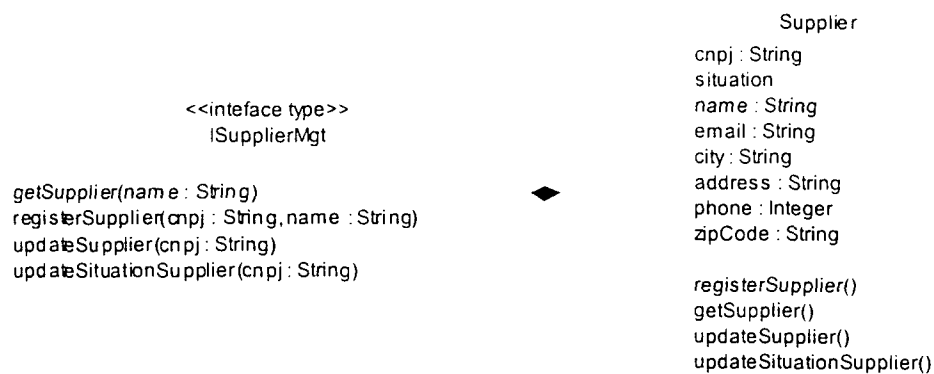 <<inteface type>>
ISupplierMgt
getSupplier(name : String)
registerSupplier(cnpj : String, name : String)
updateSupplier(cnpj : String)
updateSituationSupplier(cnpj : String)
Supplier
cnpj : String
situation
name : String
email : String
city : String
address : String
phone : Integer
zipCode : String
registerSupplier()
getSupplier()
updateSupplier()
updateSituationSupplier()